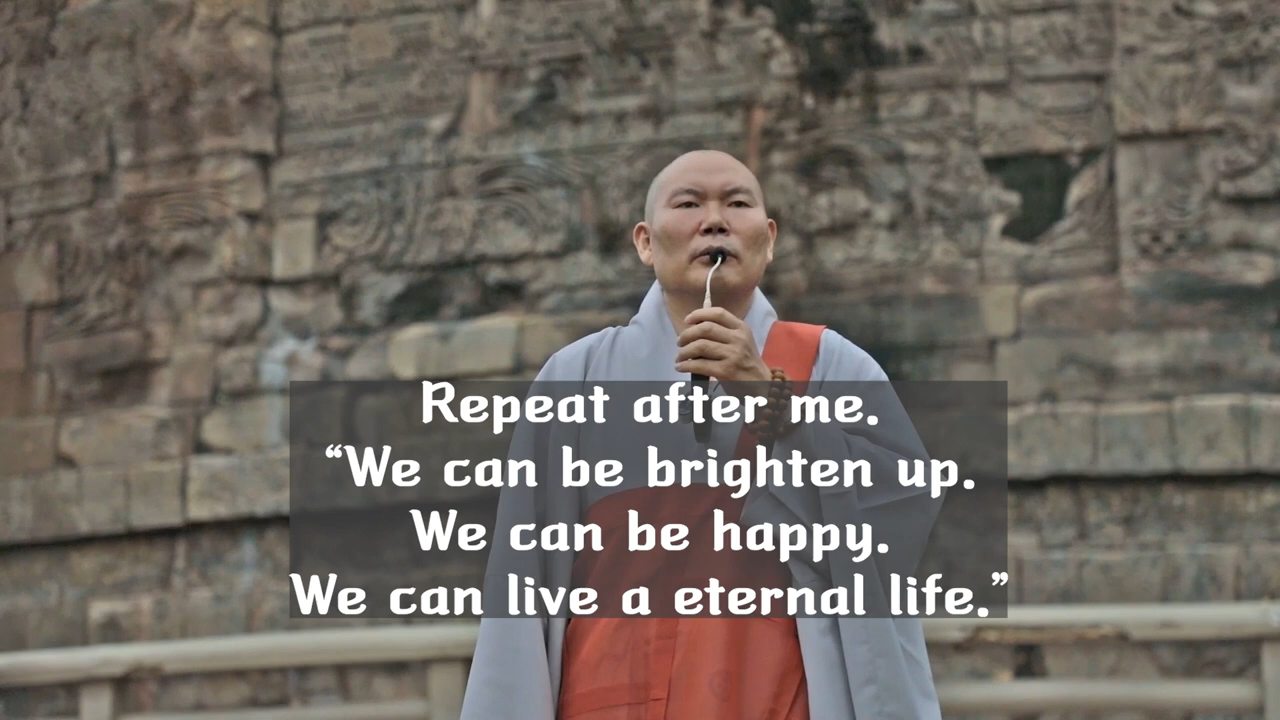 Repeat after me.
“We can be brighten up.
We can be happy.
We can live a eternal life.”